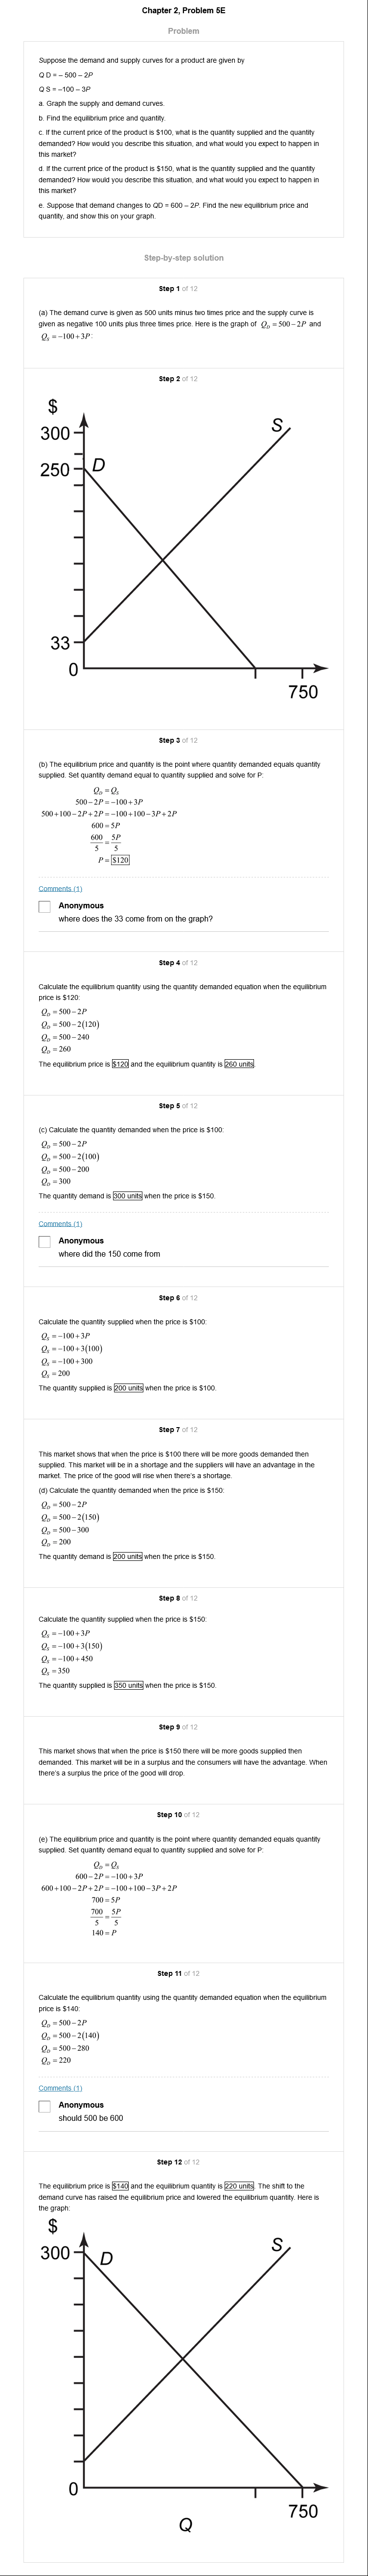 Chapter 2, Problem 5E
Problem
Suppose the demand and supply curves for a product are given by
Q D = – 500 – 2P
Q S = –100 – 3P
a. Graph the supply and demand curves.
b. Find the equilibrium price and quantity.
c. If the current price of the product is $100, what is the quantity supplied and the quantity
demanded? How would you describe this situation, and what would you expect to happen in
this market?
d. If the current price of the product is $150, what is the quantity supplied and the quantity
demanded? How would you describe this situation, and what would you expect to happen in
this market?
e. Suppose that demand changes to QD = 600 – 2P. Find the new equilibrium price and
quantity, and show this on your graph.
Step-by-step solution
Step 1 of 12
(a) The demand curve is given as 500 units minus two times price and the supply curve is
given as negative 100 units plus three times price. Here is the graph of Q_D = 500 – 2P and
Q_S = –100 + 3P :
Step 2 of 12
$
300
S
D
250
33
0
750
Step 3 of 12
(b) The equilibrium price and quantity is the point where quantity demanded equals quantity
supplied. Set quantity demand equal to quantity supplied and solve for P:
Q_D = Q_S
500 – 2P = –100 + 3P
500 + 100 – 2P + 2P = –100 + 100 – 3P + 2P
600 = 5P
600/5 = 5P/5
P = $120
Comments (1)
Anonymous
where does the 33 come from on the graph?
Step 4 of 12
Calculate the equilibrium quantity using the quantity demanded equation when the equilibrium
price is $120:
Q_D = 500 – 2P
Q_D = 500 – 2(120)
Q_D = 500 – 240
Q_D = 260
The equilibrium price is $120 and the equilibrium quantity is 260 units.
Step 5 of 12
(c) Calculate the quantity demanded when the price is $100:
Q_D = 500 – 2P
Q_D = 500 – 2(100)
Q_D = 500 – 200
Q_D = 300
The quantity demand is 300 units when the price is $150.
Comments (1)
Anonymous
where did the 150 come from
Step 6 of 12
Calculate the quantity supplied when the price is $100:
Q_S = –100 + 3P
Q_S = –100 + 3(100)
Q_S = –100 + 300
Q_S = 200
The quantity supplied is 200 units when the price is $100.
Step 7 of 12
This market shows that when the price is $100 there will be more goods demanded then
supplied. This market will be in a shortage and the suppliers will have an advantage in the
market. The price of the good will rise when there's a shortage.
(d) Calculate the quantity demanded when the price is $150:
Q_D = 500 – 2P
Q_D = 500 – 2(150)
Q_D = 500 – 300
Q_D = 200
The quantity demand is 200 units when the price is $150.
Step 8 of 12
Calculate the quantity supplied when the price is $150:
Q_S = –100 + 3P
Q_S = –100 + 3(150)
Q_S = –100 + 450
Q_S = 350
The quantity supplied is 350 units when the price is $150.
Step 9 of 12
This market shows that when the price is $150 there will be more goods supplied then
demanded. This market will be in a surplus and the consumers will have the advantage. When
there's a surplus the price of the good will drop.
Step 10 of 12
(e) The equilibrium price and quantity is the point where quantity demanded equals quantity
supplied. Set quantity demand equal to quantity supplied and solve for P:
Q_D = Q_S
600 – 2P = –100 + 3P
600 + 100 – 2P + 2P = –100 + 100 – 3P + 2P
700 = 5P
700/5 = 5P/5
140 = P
Step 11 of 12
Calculate the equilibrium quantity using the quantity demanded equation when the equilibrium
price is $140:
Q_D = 500 – 2P
Q_D = 500 – 2(140)
Q_D = 500 – 280
Q_D = 220
Comments (1)
Anonymous
should 500 be 600
Step 12 of 12
The equilibrium price is $140 and the equilibrium quantity is 220 units. The shift to the
demand curve has raised the equilibrium price and lowered the equilibrium quantity. Here is
the graph:
$
300
D
S
0
750
Q